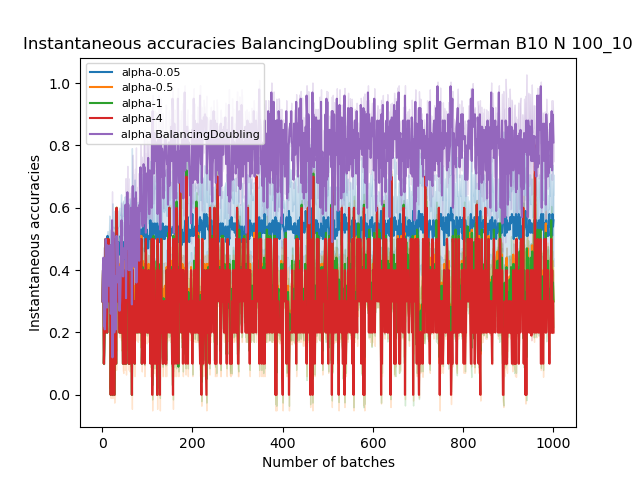 Instantaneous accuracies BalancingDoubling split German B10 N 100_10
alpha-0.05
alpha-0.5
alpha-1
alpha-4
alpha BalancingDoubling
1.0
0.8
0.6
0.4
0.2
0.0
Instantaneous accuracies
0 200 400 600 800 1000
Number of batches